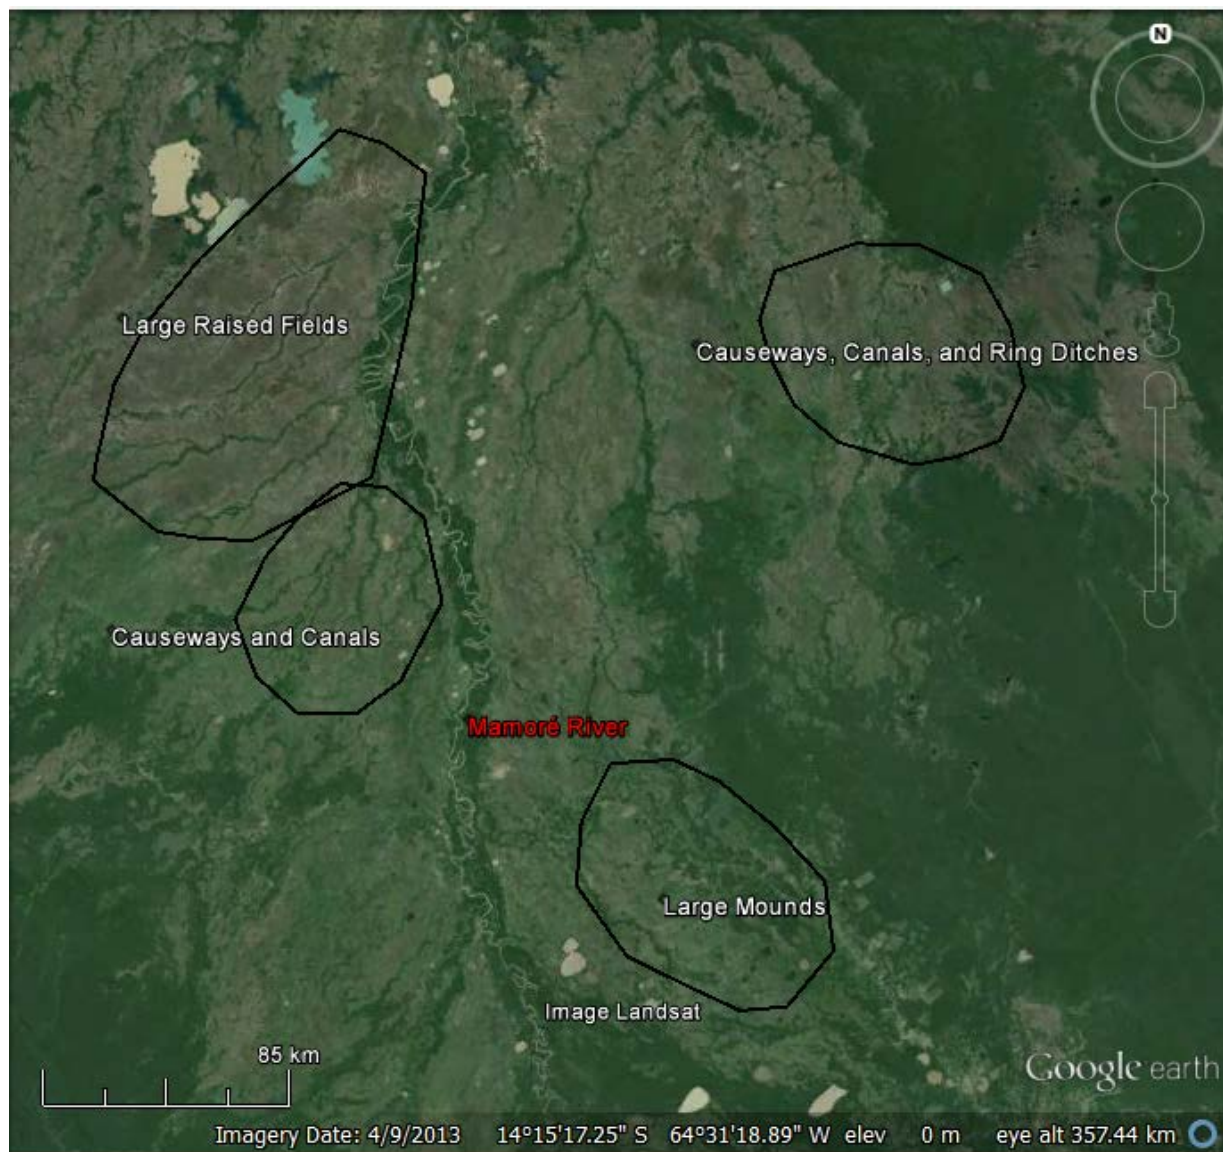 N
Large Raised Fields
Causeways, Canals, and Ring Ditches
Causeways and Canals
Mamoré River
Large Mounds
Image Landsat
85 km
Google earth
Imagery Date: 4/9/2013 14°15'17.25" S 64°31'18.89" W elev 0 m eye alt 357.44 km